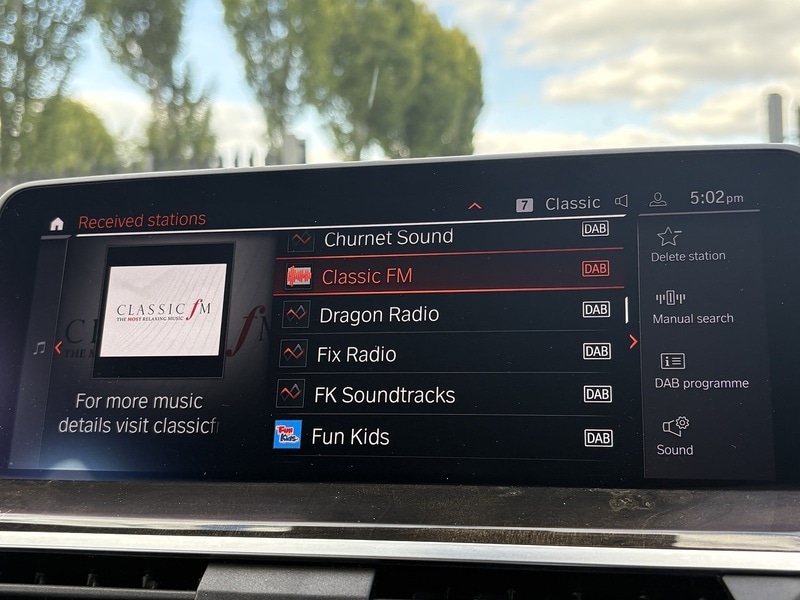 Received stations
7 Classic 5:02pm
CLASSIC fM
THE MOST RELAXING MUSIC
For more music
details visit classicf
Churnet Sound DAB
Classic FM DAB
Dragon Radio DAB
Fix Radio DAB
FK Soundtracks DAB
Fun Kids
Fun Kids DAB
Delete station
Manual search
DAB programme
Sound